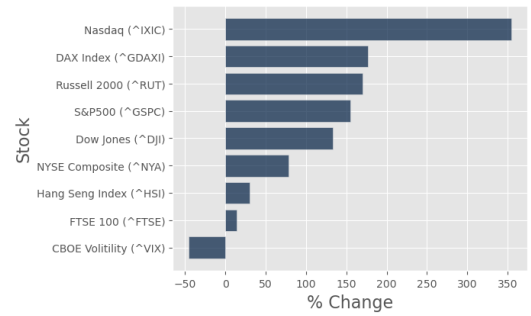 Nasdaq (^IXIC)
DAX Index (^GDAXI)
Russell 2000 (^RUT)
S&P500 (^GSPC)
Dow Jones (^DJI)
NYSE Composite (^NYA)
Hang Seng Index (^HSI)
FTSE 100 (^FTSE)
CBOE Volitility (^VIX)
Stock
−50 0 50 100 150 200 250 300 350
% Change